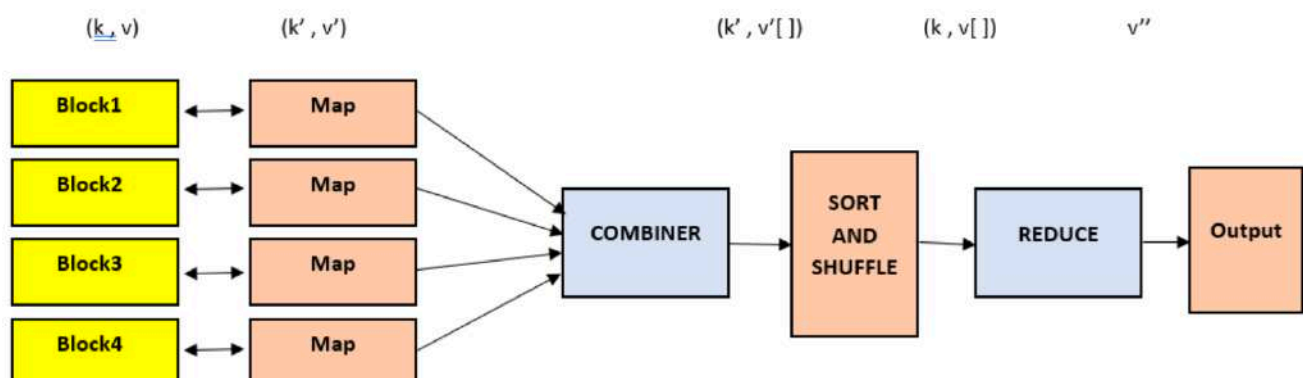 (k , v)
(k’ , v’)
(k’ , v’[ ])
(k , v[ ])
v’’
Block1
Map
Block2
Map
COMBINER
SORT
AND
SHUFFLE
REDUCE
Output
Block3
Map
Block4
Map